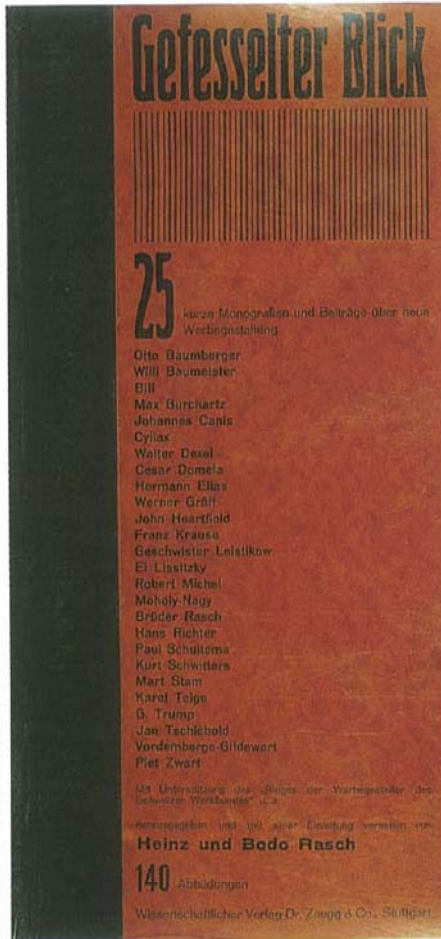 Gefesselter Blick
25 kurze Monografien und Beiträge über neue
Werbegestaltung
Otto Baumberger
Willi Baumeister
Bill
Max Burchartz
Johannes Canis
Cyliax
Walter Dexel
Cesar Domela
Hermann Elias
Werner Gräff
John Heartfield
Franz Krause
Geschwister Leistikow
El Lissitzky
Robert Michel
Moholy-Nagy
Brüder Rasch
Hans Richter
Paul Schuitema
Kurt Schwitters
Mart Stam
Karel Teige
G. Trump
Jan Tschichold
Vordemberge-Gildewart
Piet Zwart
Mit Unterstützung des „Ringes der Werbegestalter des
Schweizer Werkbundes" u. a.
herausgegeben und mit einer Einleitung versehen von
Heinz und Bodo Rasch
140 Abbildungen
Wissenschaftlicher Verlag Dr. Zaugg & Co., Stuttgart